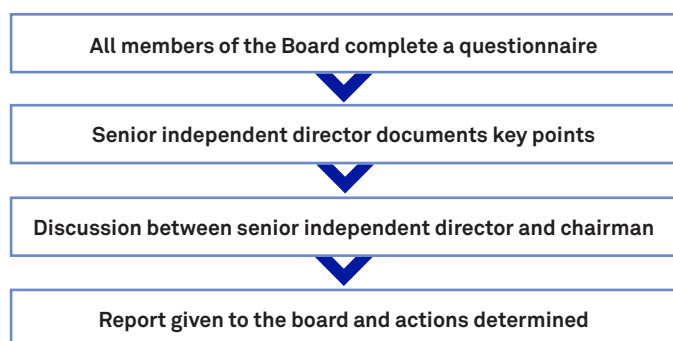 All members of the Board complete a questionnaire
Senior independent director documents key points
Discussion between senior independent director and chairman
Report given to the board and actions determined